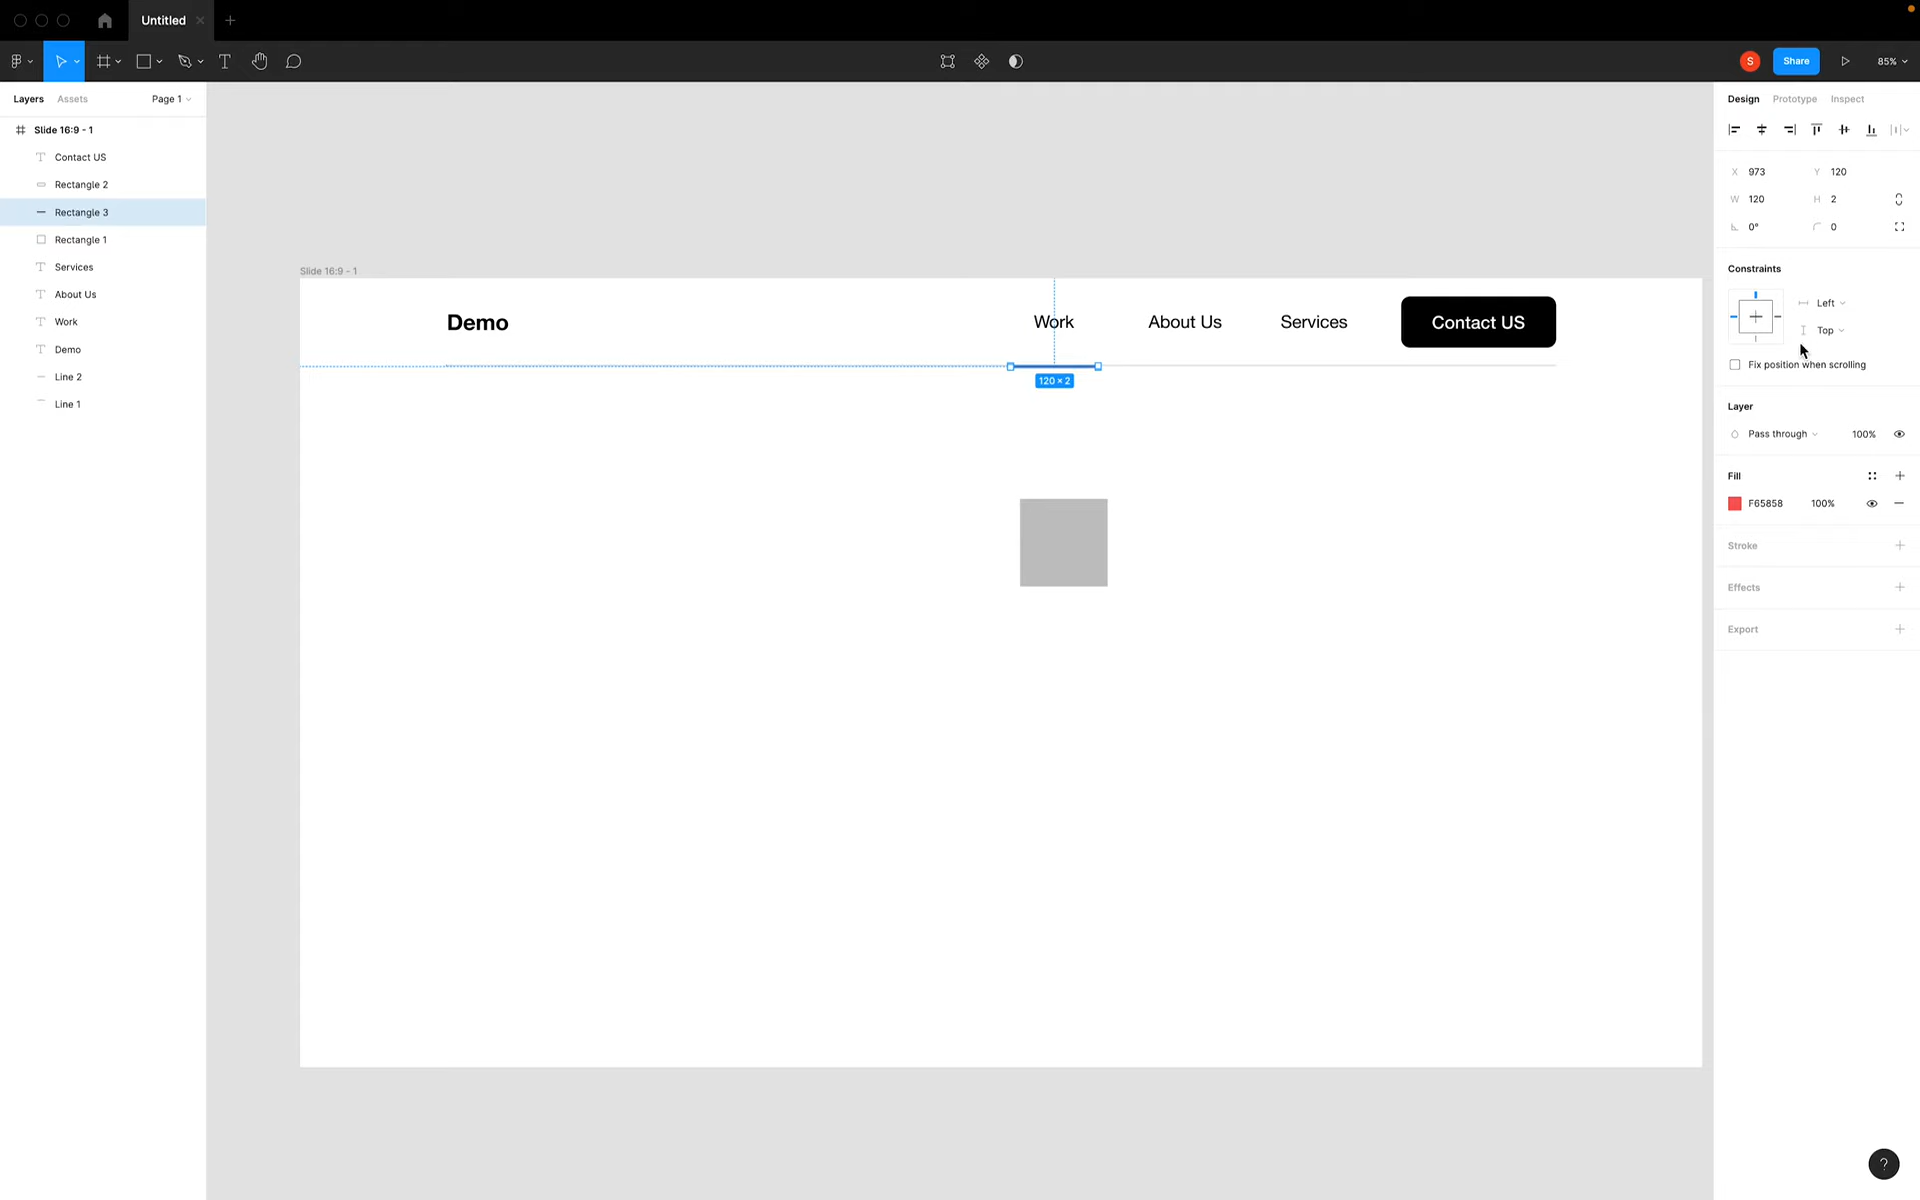 Untitled
S
Share
85%
Layers
Assets
Page 1
Design
Prototype
Inspect
Slide 16:9 - 1
Contact US
Rectangle 2
Rectangle 3
Rectangle 1
Services
About Us
Work
Demo
Line 2
Line 1
Slide 16:9 - 1
Demo
Work
About Us
Services
Contact US
120 × 2
X 973
Y 120
W 120
H 2
0°
0
Constraints
Left
Top
Fix position when scrolling
Layer
Pass through
100%
Fill
F65858
100%
Stroke
Effects
Export
?